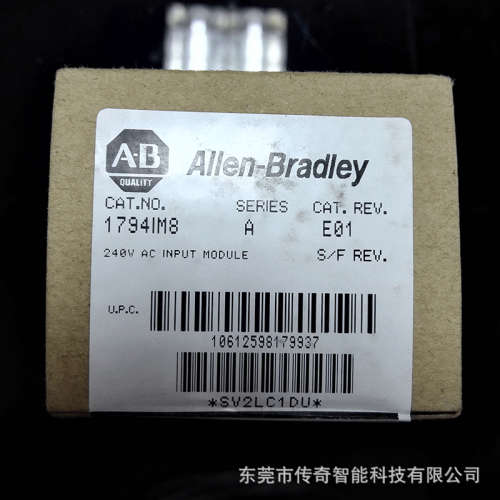 A-B
QUALITY
Allen-Bradley
CAT.NO. SERIES CAT. REV.
1794IM8 A E01
240V AC INPUT MODULE S/F REV.
U.P.C.
10612598179937
*SV2LC1DU*
东莞市传奇智能科技有限公司